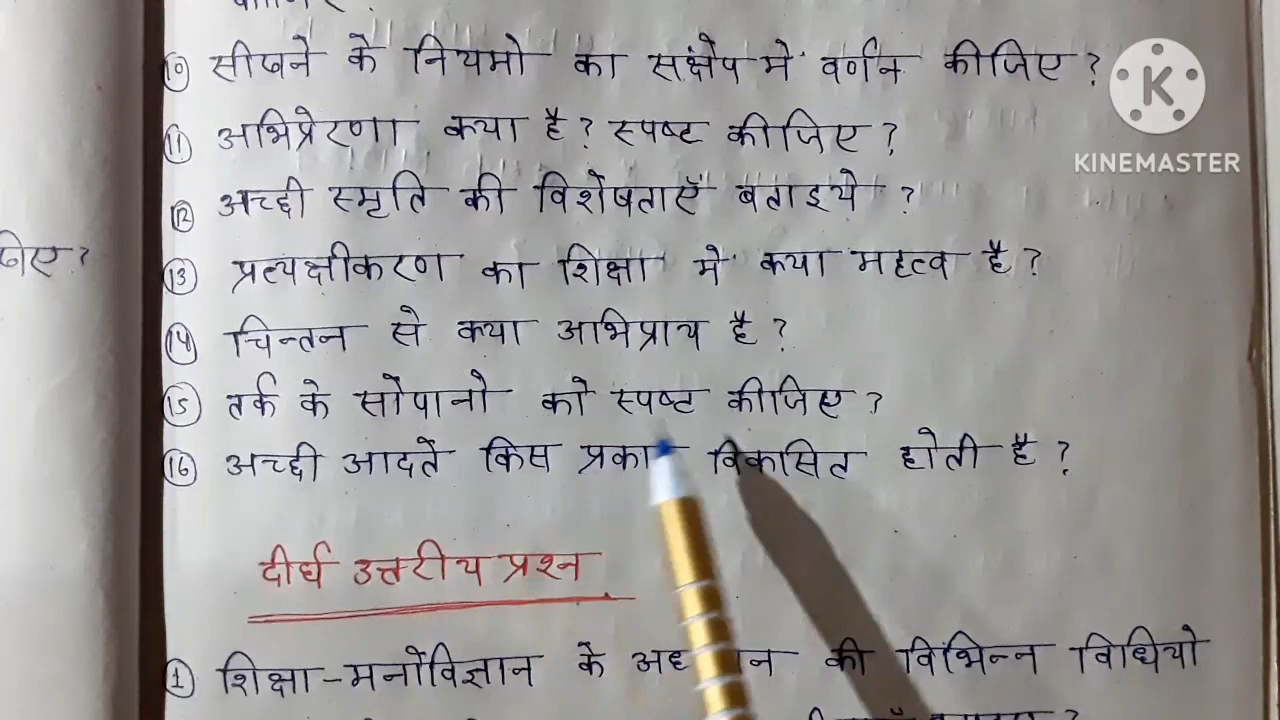 ⑩ सीखने के नियमो का संक्षेप मे वर्णन कीजिए ?
KINEMASTER
⑪ अभिप्रेरणा क्या है ? स्पष्ट कीजिए ?
⑫ अच्छी स्मृति की विशेषताएँ बताइये ?
⑬ प्रत्यक्षीकरण का शिक्षा मे क्या महत्व है ?
⑭ चिन्तन से क्या अभिप्राय है ?
⑮ तर्क के सोपानो को स्पष्ट कीजिए ?
⑯ अच्छी आदतें किस प्रकार विकसित होती है ?
दीर्घ उत्तरीय प्रश्न
① शिक्षा-मनोविज्ञान के की विभिन्न विधियो